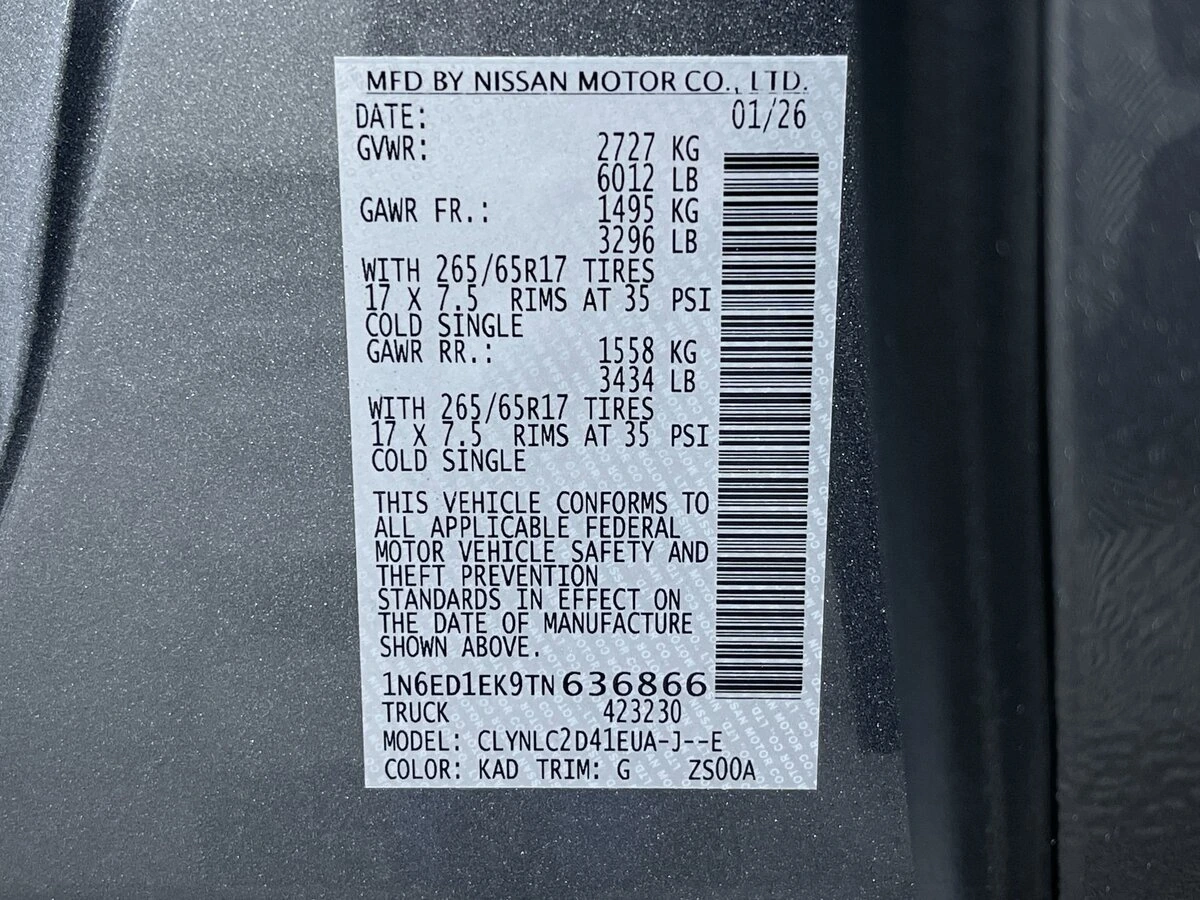 MFD BY NISSAN MOTOR CO., LTD.
DATE: 01/26
GVWR: 2727 KG
6012 LB
GAWR FR.: 1495 KG
3296 LB
WITH 265/65R17 TIRES
17 X 7.5 RIMS AT 35 PSI
COLD SINGLE
GAWR RR.: 1558 KG
3434 LB
WITH 265/65R17 TIRES
17 X 7.5 RIMS AT 35 PSI
COLD SINGLE
THIS VEHICLE CONFORMS TO
ALL APPLICABLE FEDERAL
MOTOR VEHICLE SAFETY AND
THEFT PREVENTION
STANDARDS IN EFFECT ON
THE DATE OF MANUFACTURE
SHOWN ABOVE.
1N6ED1EK9TN636866
TRUCK 423230
MODEL: CLYNLC2D41EUA-J--E
COLOR: KAD TRIM: G ZS00A